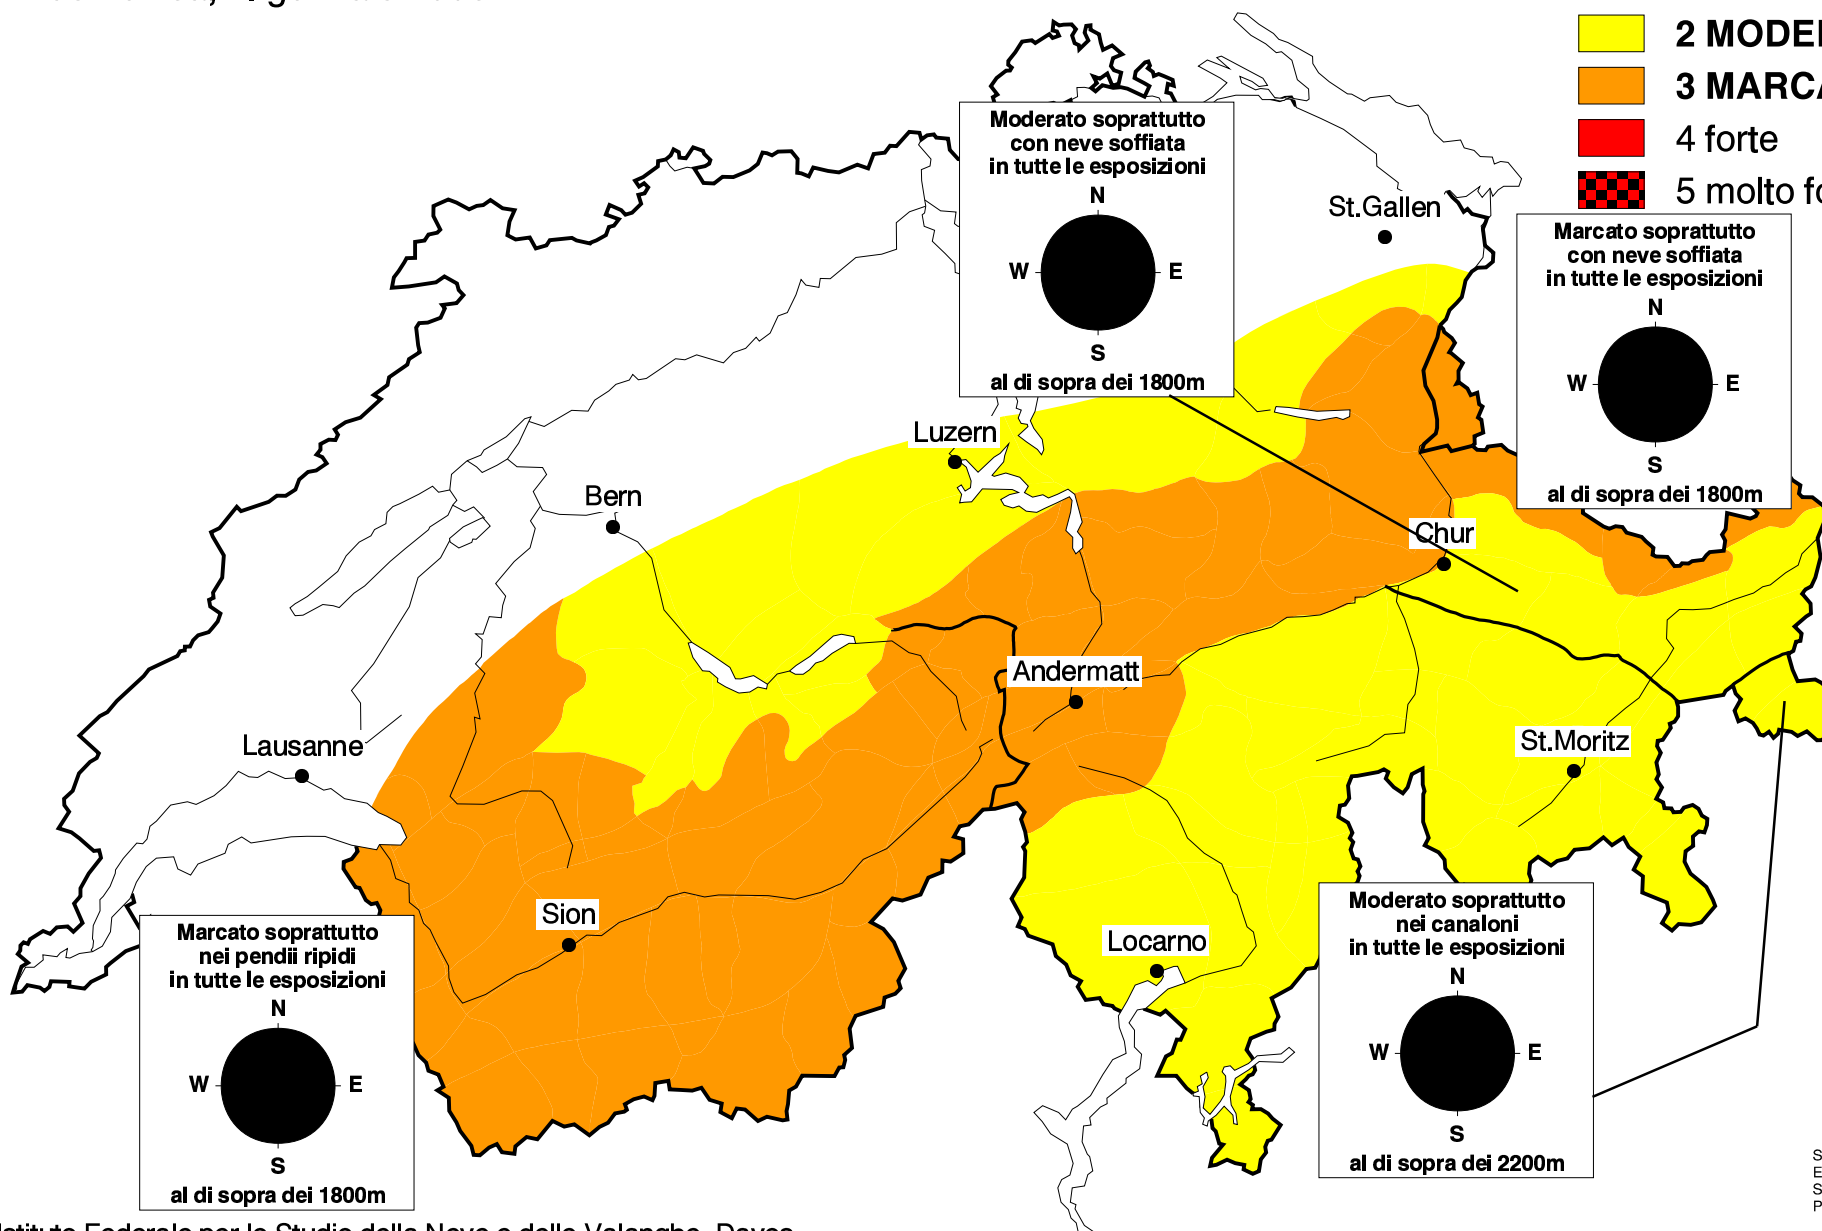 3 MARCA
4 forte
Moderato soprattutto
con neve soffiata
in tutte le esposizioni
N
W
E
S
al di sopra dei 1800m
St.Gallen
Marcato soprattutto
con neve soffiata
in tutte le esposizioni
N
W
E
S
al di sopra dei 1800m
Luzern
Bern
Chur
Andermatt
Lausanne
St.Moritz
Sion
Locarno
Marcato soprattutto
nei pendii ripidi
in tutte le esposizioni
N
W
E
S
al di sopra dei 1800m
Moderato soprattutto
nei canaloni
in tutte le esposizioni
N
W
E
S
al di sopra dei 2200m
2 MODE
5 molto fo
S
E
S
P